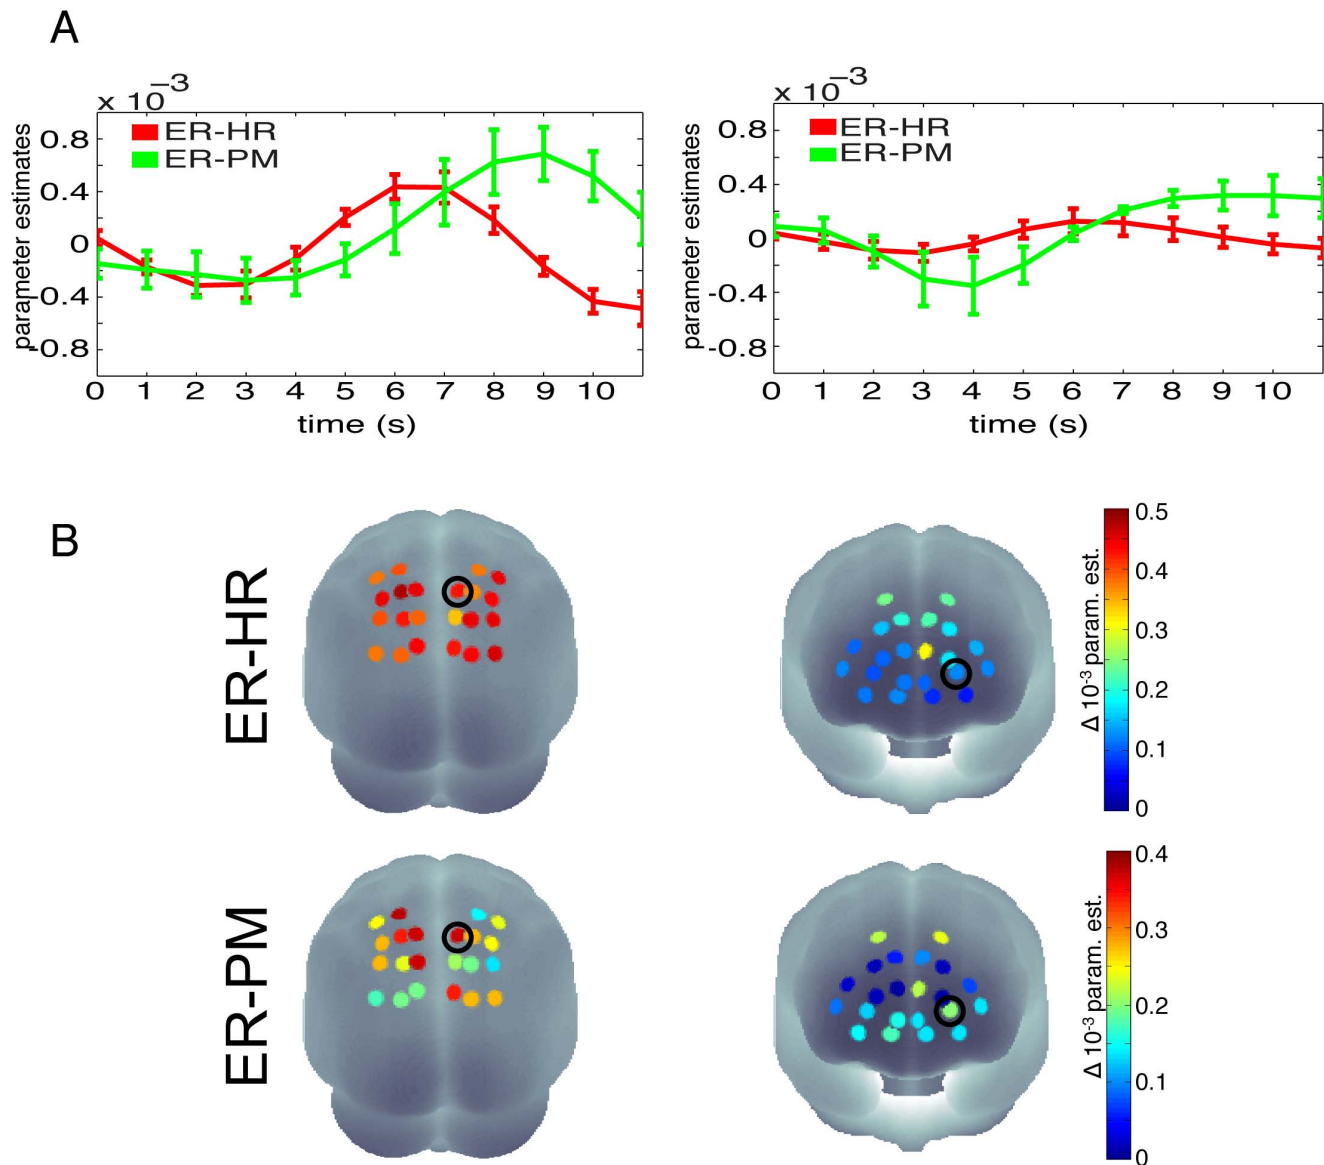 A
x 10⁻³
parameter estimates
0.8
0.4
0
-0.4
-0.8
ER-HR
ER-PM
0 1 2 3 4 5 6 7 8 9 10
time (s)
x 10⁻³
parameter estimates
0.8
0.4
0
-0.4
-0.8
ER-HR
ER-PM
0 1 2 3 4 5 6 7 8 9 10
time (s)
B
ER-HR
Δ 10⁻³ param. est.
0.5
0.4
0.3
0.2
0.1
0
ER-PM
Δ 10⁻³ param. est.
0.4
0.3
0.2
0.1
0